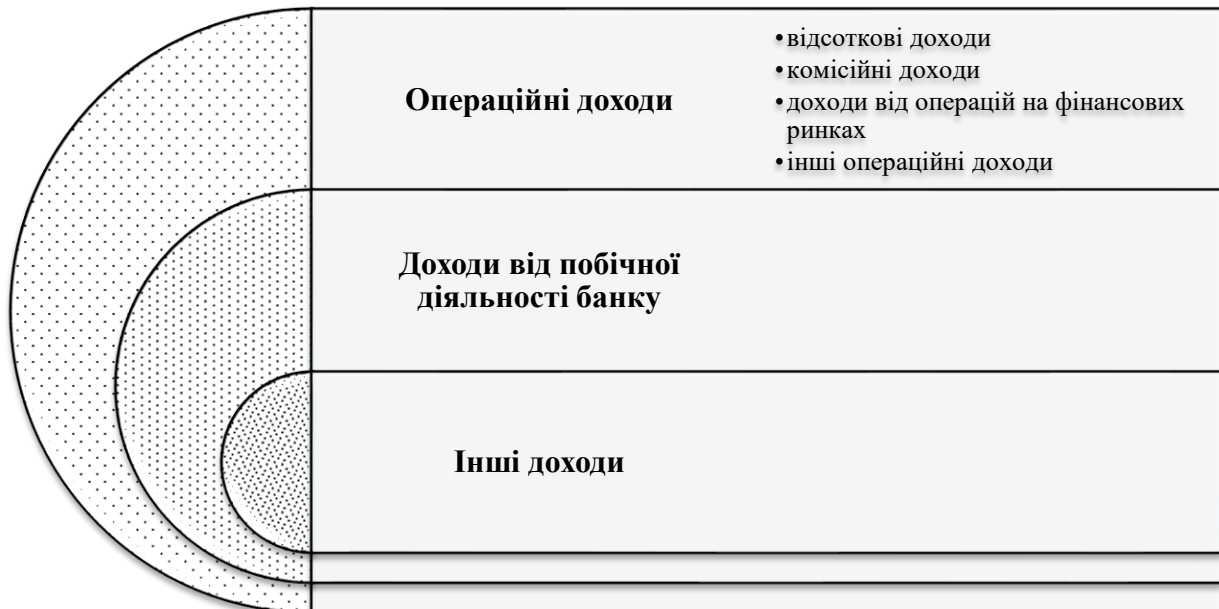 Операційні доходи
•відсоткові доходи
•комісійні доходи
•доходи від операцій на фінансових
ринках
•інші операційні доходи
Доходи від побічної
діяльності банку
Інші доходи